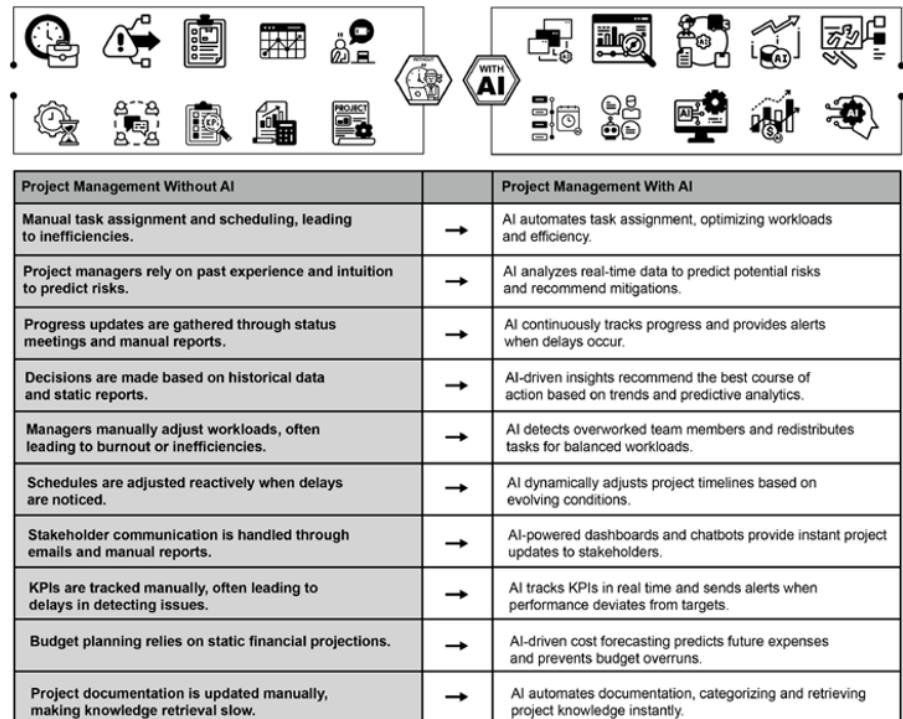 WITHOUT
AI
WITH
AI
AI
AI
KPIs
PROJECT
AI
AI
Project Management Without AI
Project Management With AI
Manual task assignment and scheduling, leading
to inefficiencies.
AI automates task assignment, optimizing workloads
and efficiency.
Project managers rely on past experience and intuition
to predict risks.
AI analyzes real-time data to predict potential risks
and recommend mitigations.
Progress updates are gathered through status
meetings and manual reports.
AI continuously tracks progress and provides alerts
when delays occur.
Decisions are made based on historical data
and static reports.
AI-driven insights recommend the best course of
action based on trends and predictive analytics.
Managers manually adjust workloads, often
leading to burnout or inefficiencies.
AI detects overworked team members and redistributes
tasks for balanced workloads.
Schedules are adjusted reactively when delays
are noticed.
AI dynamically adjusts project timelines based on
evolving conditions.
Stakeholder communication is handled through
emails and manual reports.
AI-powered dashboards and chatbots provide instant project
updates to stakeholders.
KPIs are tracked manually, often leading to
delays in detecting issues.
AI tracks KPIs in real time and sends alerts when
performance deviates from targets.
Budget planning relies on static financial projections.
AI-driven cost forecasting predicts future expenses
and prevents budget overruns.
Project documentation is updated manually,
making knowledge retrieval slow.
AI automates documentation, categorizing and retrieving
project knowledge instantly.